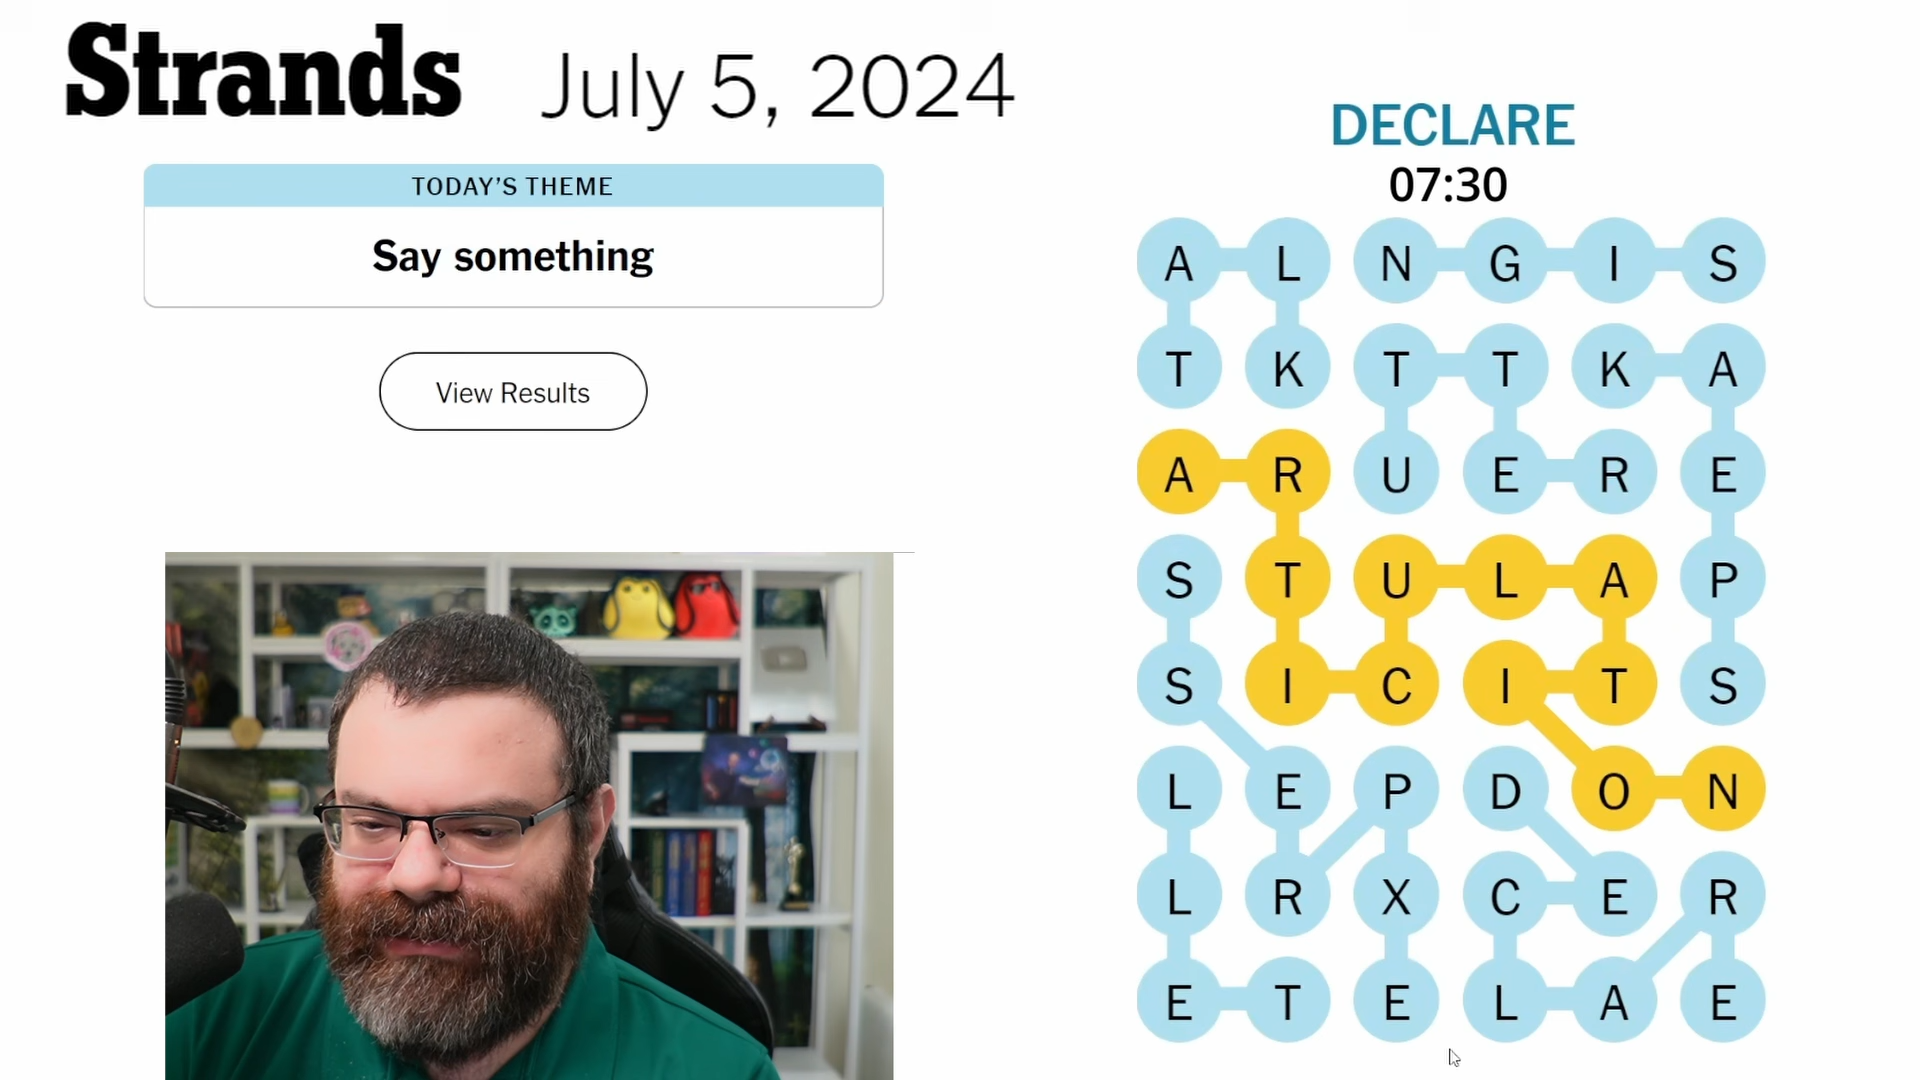 Strands July 5, 2024
TODAY'S THEME
Say something
View Results
DECLARE
07:30
A L N G I S
T K T T K A
A R U E R E
S T U L A P
S I C I T S
L E P D O N
L R X C E R
E T E L A E